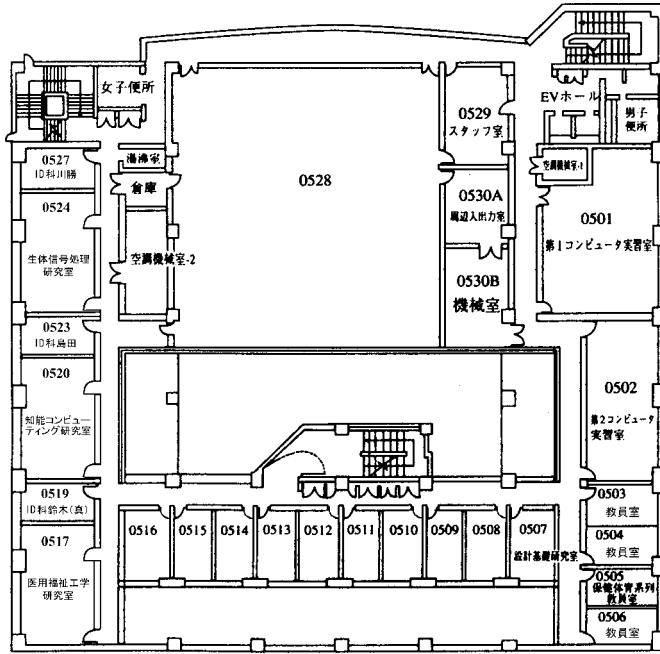 女子便所
EVホール
男子
便所
0529
スタッフ室
0527
ID科川勝
湯沸室
倉庫
0528
空調機械室-1
0524
生体信号処理
研究室
0530A
周辺入出力室
0501
第1コンピュータ実習室
空調機械室-2
0530B
機械室
0523
ID科島田
0520
知能コンピュー
ティング研究室
0502
第2コンピュータ
実習室
0519
ID科鈴木(真)
0503
教員室
0516
0515
0514
0513
0512
0511
0510
0509
0508
0507
設計基礎研究室
0504
教員室
0517
医用福祉工学
研究室
0505
保健体育系列
教員室
0506
教員室